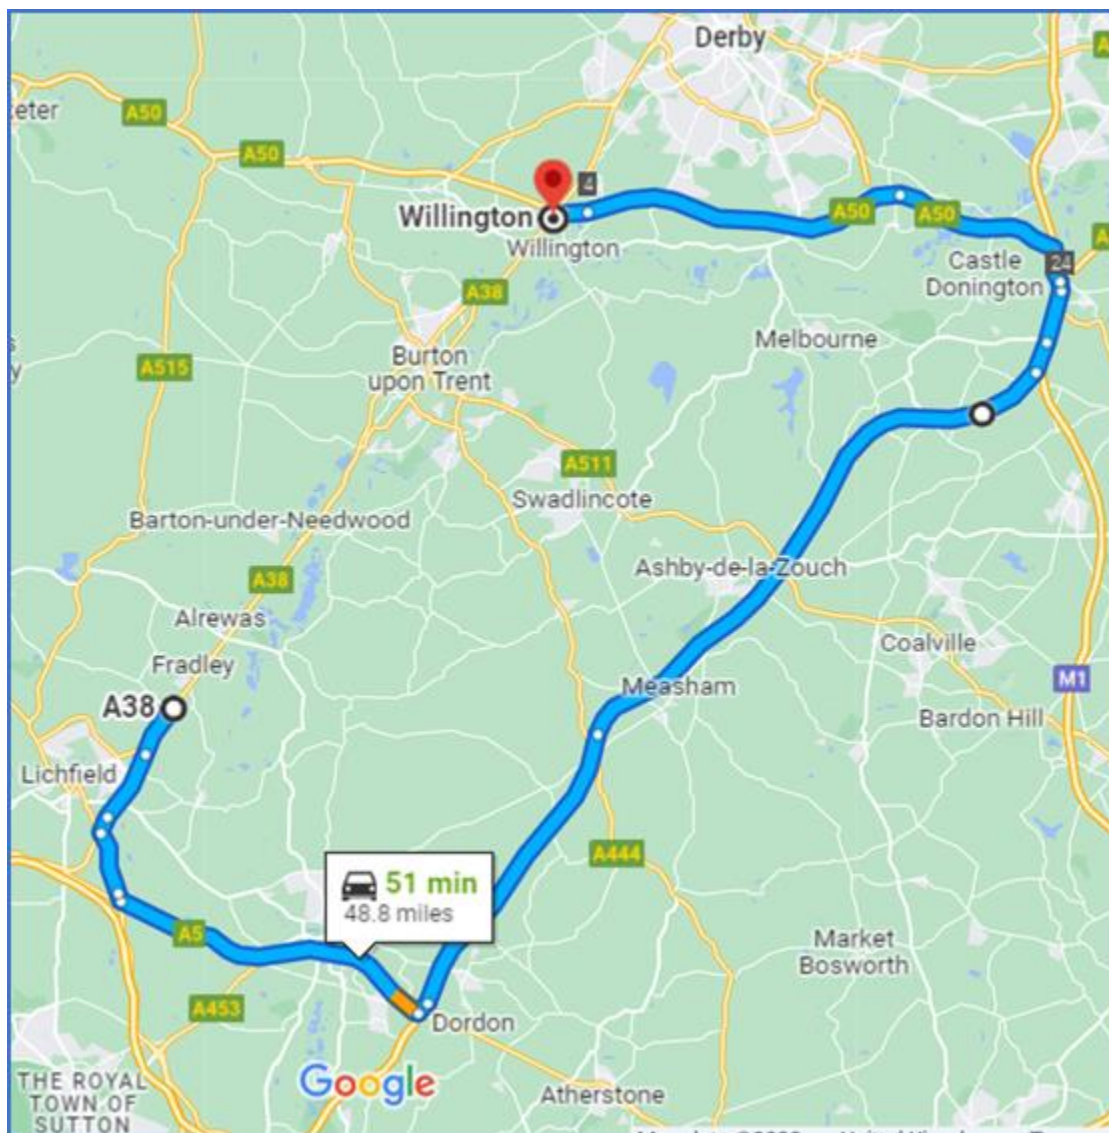 Derby
A50
A50
4
Willington
Willington
A50
A50
24
Castle
Donington
A38
Melbourne
A515
Burton
upon Trent
A511
Swadlincote
Barton-under-Needwood
Ashby-de-la-Zouch
A38
Alrewas
Coalville
Fradley
M1
Measham
A38
Bardon Hill
Lichfield
A444
51 min
48.8 miles
A5
Market
Bosworth
A453
Dordon
Google
THE ROYAL
TOWN OF
SUTTON
Atherstone